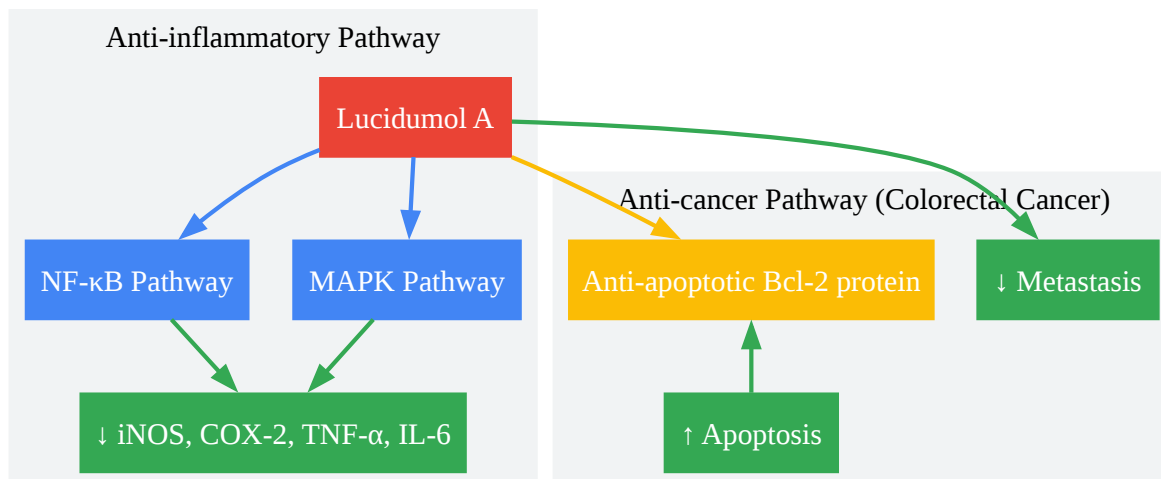 Anti-inflammatory Pathway
Lucidumol A
Anti-cancer Pathway (Colorectal Cancer)
NF-κB Pathway
MAPK Pathway
Anti-apoptotic Bcl-2 protein
↓ Metastasis
↓ iNOS, COX-2, TNF-α, IL-6
↑ Apoptosis